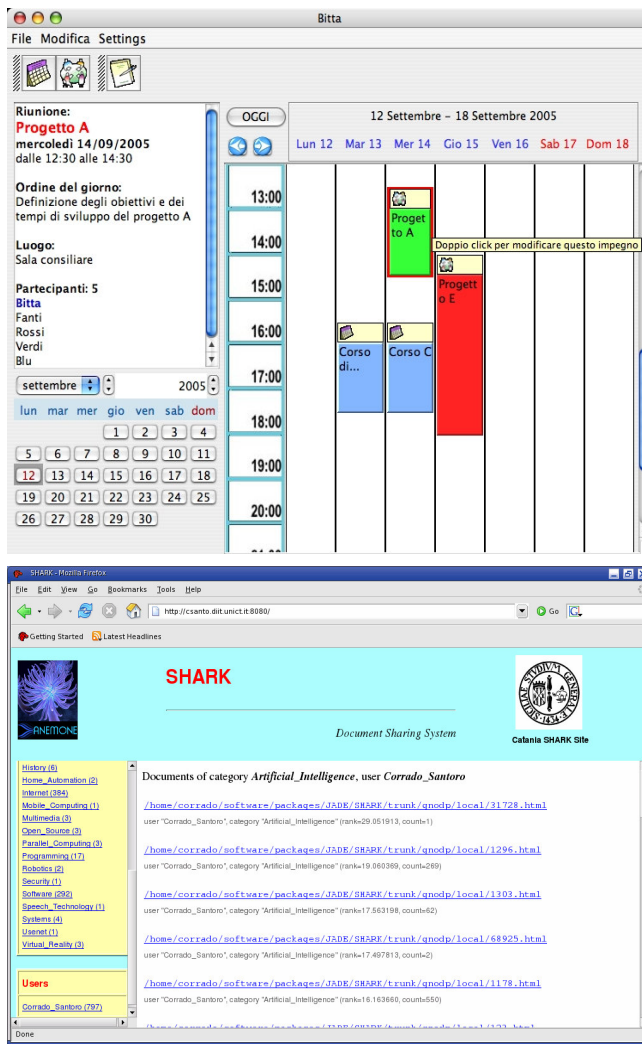 Bitta
File Modifica Settings
Riunione:
Progetto A
mercoledì 14/09/2005
dalle 12:30 alle 14:30
Ordine del giorno:
Definizione degli obiettivi e dei
tempi di sviluppo del progetto A
Luogo:
Sala consiliare
Partecipanti: 5
Bitta
Fanti
Rossi
Verdi
Blu
settembre 2005
lun mar mer gio ven sab dom
1 2 3 4
5 6 7 8 9 10 11
12 13 14 15 16 17 18
19 20 21 22 23 24 25
26 27 28 29 30
OGGI
12 Settembre – 18 Settembre 2005
Lun 12 Mar 13 Mer 14 Gio 15 Ven 16 Sab 17 Dom 18
13:00
14:00
15:00
16:00
17:00
18:00
19:00
20:00
Proget
to A
Doppio click per modificare questo impegno
Progett
o E
Corso
di...
Corso C
SHARK - Mozilla Firefox
File Edit View Go Bookmarks Tools Help
http://csanto.diit.unict.it:8080/
Go
Getting Started Latest Headlines
ANEMONE
SHARK
Document Sharing System
Catania SHARK Site
History (6)
Home_Automation (2)
Internet (384)
Mobile_Computing (1)
Multimedia (3)
Open_Source (3)
Parallel_Computing (3)
Programming (17)
Robotics (2)
Security (1)
Software (292)
Speech_Technology (1)
Systems (4)
Usenet (1)
Virtual_Reality (3)
Users
Corrado_Santoro (797)
Documents of category Artificial_Intelligence, user Corrado_Santoro
/home/corrado/software/packages/JADE/SHARK/trunk/qnodp/local/31728.html
user "Corrado_Santoro", category "Artificial_Intelligence" (rank=29.051913, count=1)
/home/corrado/software/packages/JADE/SHARK/trunk/qnodp/local/1296.html
user "Corrado_Santoro", category "Artificial_Intelligence" (rank=19.060369, count=269)
/home/corrado/software/packages/JADE/SHARK/trunk/qnodp/local/1303.html
user "Corrado_Santoro", category "Artificial_Intelligence" (rank=17.563198, count=62)
/home/corrado/software/packages/JADE/SHARK/trunk/qnodp/local/68925.html
user "Corrado_Santoro", category "Artificial_Intelligence" (rank=17.497813, count=2)
/home/corrado/software/packages/JADE/SHARK/trunk/qnodp/local/1178.html
user "Corrado_Santoro", category "Artificial_Intelligence" (rank=16.163660, count=550)
Done